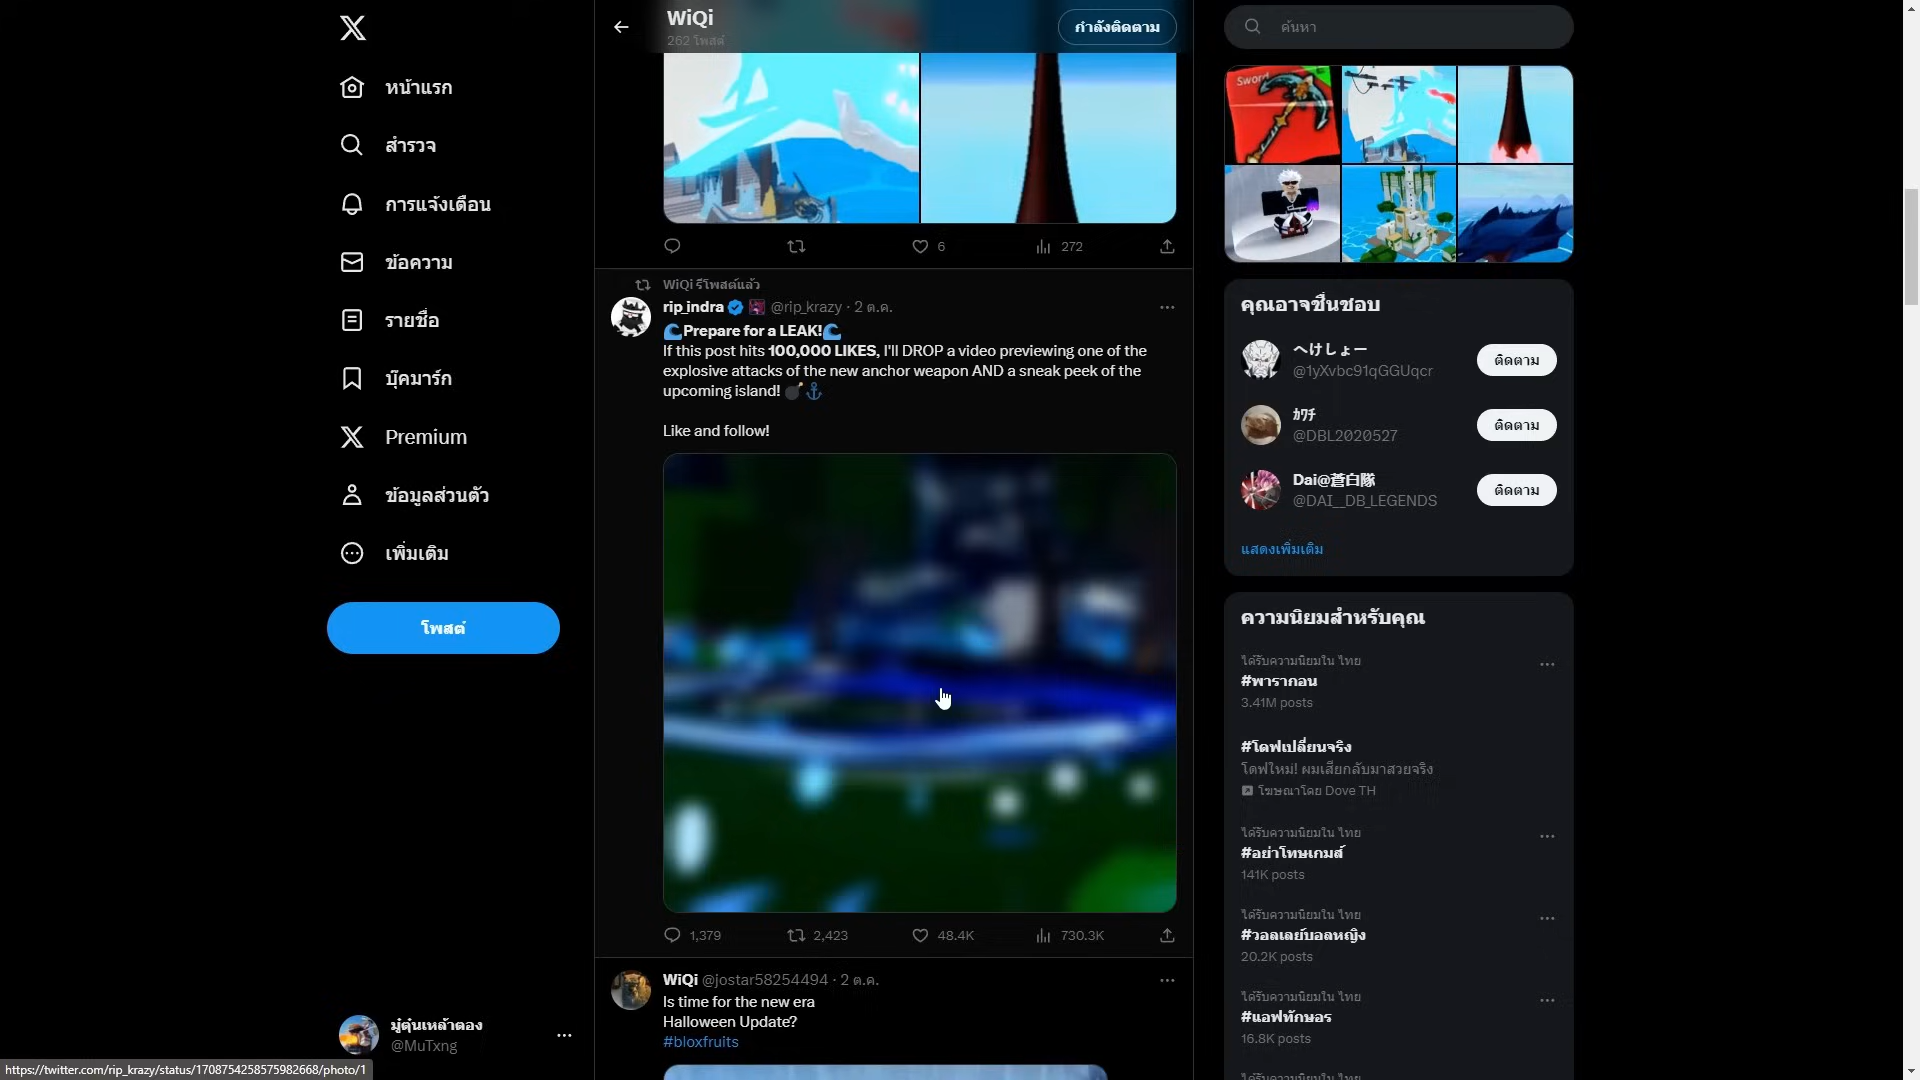 WiQi
262 โพสต์
กำลังติดตาม
ค้นหา
หน้าแรก
สำรวจ
การแจ้งเตือน
ข้อความ
รายชื่อ
บุ๊คมาร์ก
Premium
ข้อมูลส่วนตัว
เพิ่มเติม
โพสต์
มู๋ตุ๋นเหล้าตอง
@MuTxng
6
272
WiQi รีโพสต์แล้ว
rip_indra @rip_krazy · 2 ต.ค.
🌊Prepare for a LEAK!🌊
If this post hits 100,000 LIKES, I'll DROP a video previewing one of the
explosive attacks of the new anchor weapon AND a sneak peek of the
upcoming island! 💣⚓
Like and follow!
1,379
2,423
48.4K
730.3K
WiQi @jostar58254494 · 2 ต.ค.
Is time for the new era
Halloween Update?
#bloxfruits
Sword
คุณอาจชื่นชอบ
へけしょー
@1yXvbc91qGGUqcr
ติดตาม
ｶﾜﾁ
@DBL2020527
ติดตาม
Dai@蒼白隊
@DAI__DB_LEGENDS
ติดตาม
แสดงเพิ่มเติม
ความนิยมสำหรับคุณ
ได้รับความนิยมใน ไทย
#พารากอน
3.41M posts
#โดฟเปลี่ยนจริง
โดฟใหม่! ผมเสียกลับมาสวยจริง
โฆษณาโดย Dove TH
ได้รับความนิยมใน ไทย
#อย่าโทษเกมส์
141K posts
ได้รับความนิยมใน ไทย
#วอลเลย์บอลหญิง
20.2K posts
ได้รับความนิยมใน ไทย
#แอฟทักษอร
16.8K posts
https://twitter.com/rip_krazy/status/1708754258575982668/photo/1